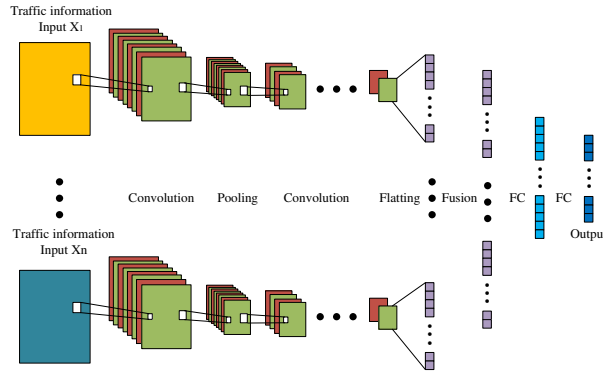 Traffic information
Input X1
Convolution
Pooling
Convolution
Flatting
Fusion
FC
FC
Outpu
Traffic information
Input Xn